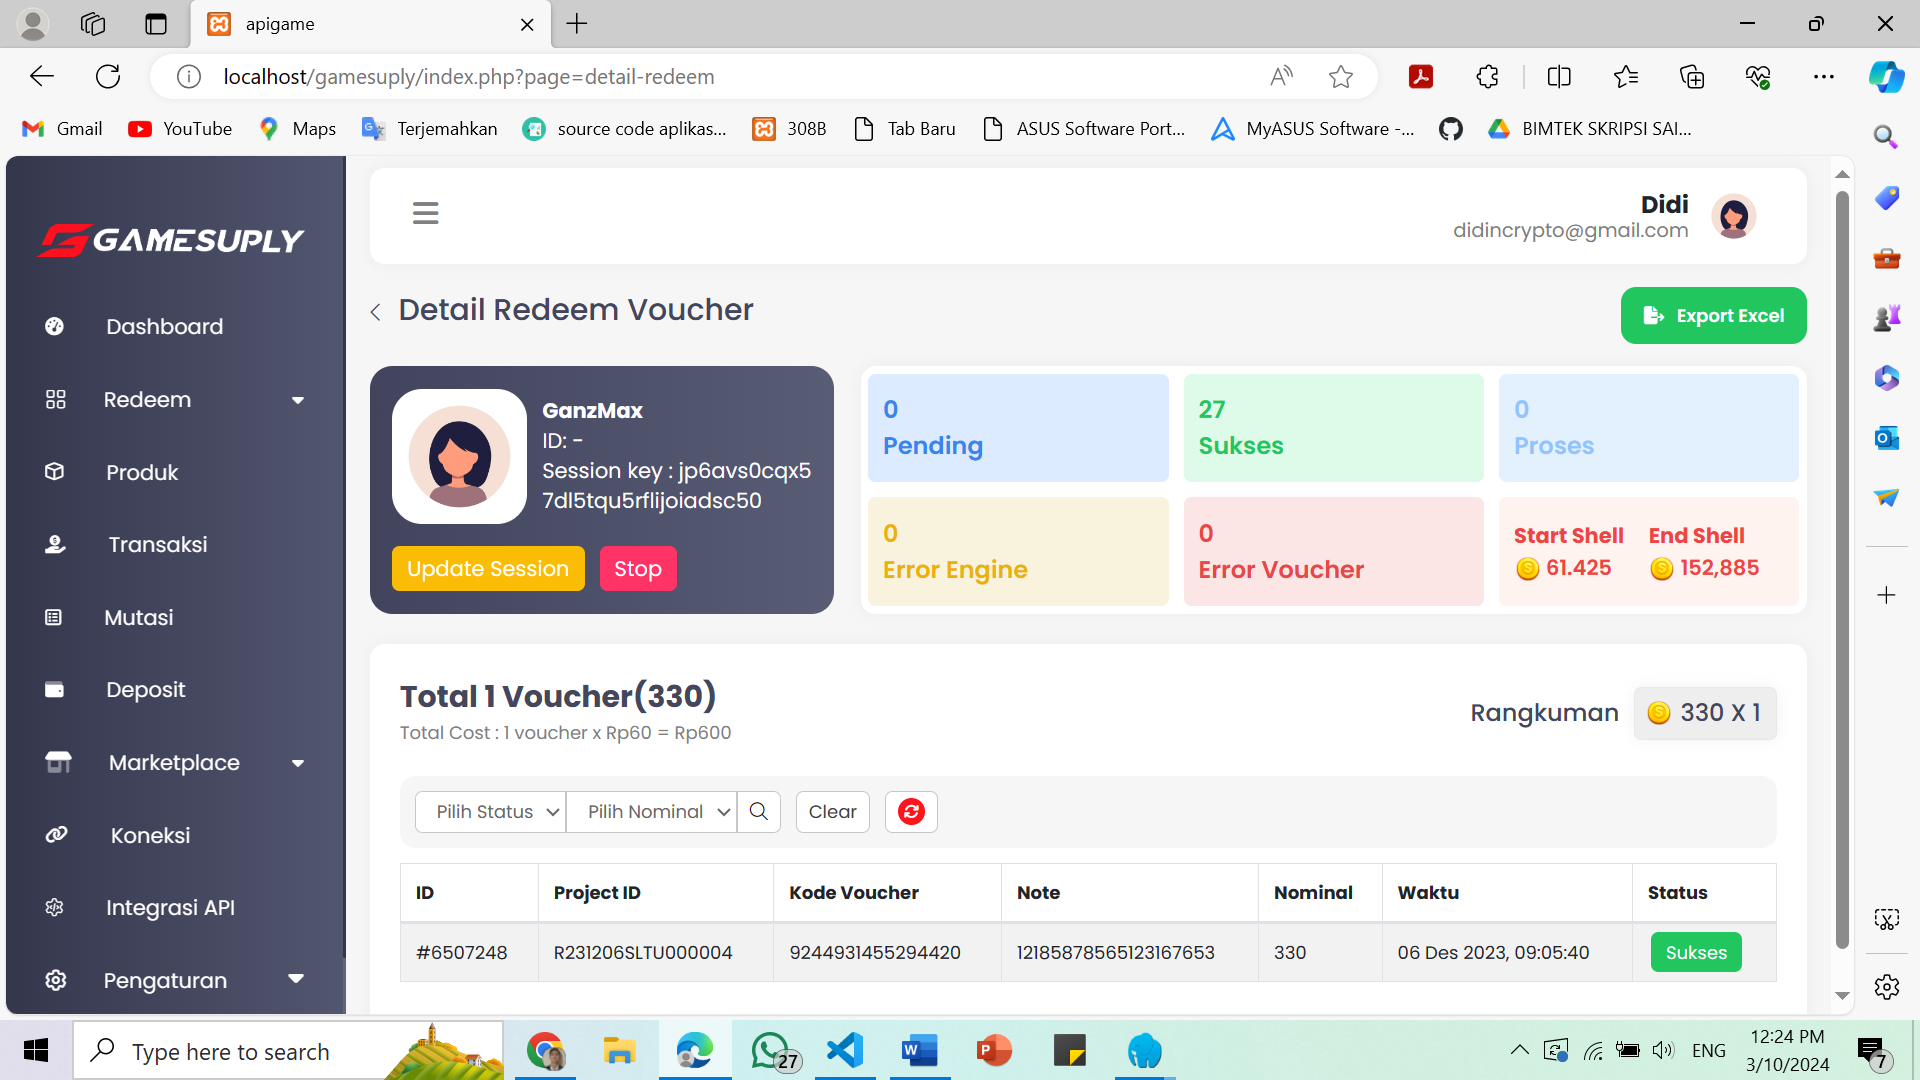 apigame
localhost/gamesuply/index.php?page=detail-redeem
Gmail
YouTube
Maps
Terjemahkan
source code aplikas...
308B
Tab Baru
ASUS Software Port...
MyASUS Software -...
BIMTEK SKRIPSI SAI...
GAMESUPLY
Dashboard
Redeem
Produk
Transaksi
Mutasi
Deposit
Marketplace
Koneksi
Integrasi API
Pengaturan
Didi
didincrypto@gmail.com
Detail Redeem Voucher
Export Excel
GanzMax
ID: -
Session key : jp6avs0cqx5
7dl5tqu5rflijoiadsc50
Update Session
Stop
0
Pending
27
Sukses
0
Proses
0
Error Engine
0
Error Voucher
Start Shell
61.425
End Shell
152,885
Total 1 Voucher(330)
Total Cost : 1 voucher x Rp60 = Rp600
Rangkuman
330 X 1
Pilih Status
Pilih Nominal
Clear
ID Project ID Kode Voucher Note Nominal Waktu Status
#6507248 R231206SLTU000004 9244931455294420 12185878565123167653 330 06 Des 2023, 09:05:40 Sukses
Type here to search
27
ENG
12:24 PM
3/10/2024
7